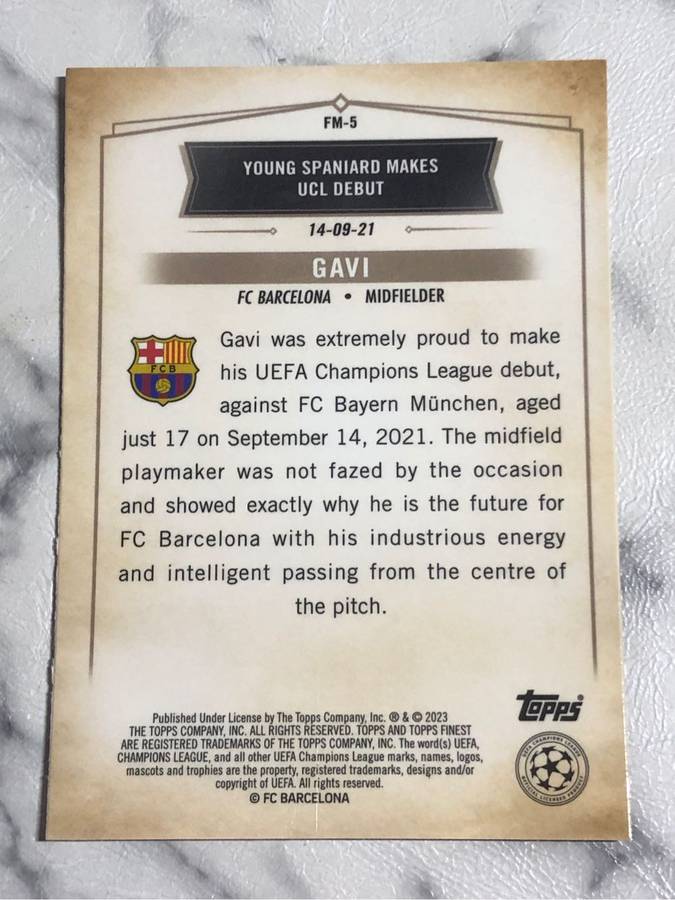 FM-5
YOUNG SPANIARD MAKES
UCL DEBUT
14-09-21
GAVI
FC BARCELONA • MIDFIELDER
FCB
Gavi was extremely proud to make
his UEFA Champions League debut,
against FC Bayern München, aged
just 17 on September 14, 2021. The midfield
playmaker was not fazed by the occasion
and showed exactly why he is the future for
FC Barcelona with his industrious energy
and intelligent passing from the centre of
the pitch.
Topps®
Published Under License by The Topps Company, Inc. ® & © 2023
THE TOPPS COMPANY, INC. ALL RIGHTS RESERVED. TOPPS AND TOPPS FINEST
ARE REGISTERED TRADEMARKS OF THE TOPPS COMPANY, INC. The word(s) UEFA,
CHAMPIONS LEAGUE, and all other UEFA Champions League marks, names, logos,
mascots and trophies are the property, registered trademarks, designs and/or
copyright of UEFA. All rights reserved.
© FC BARCELONA
UEFA CHAMPIONS LEAGUE
OFFICIAL LICENSED PRODUCT